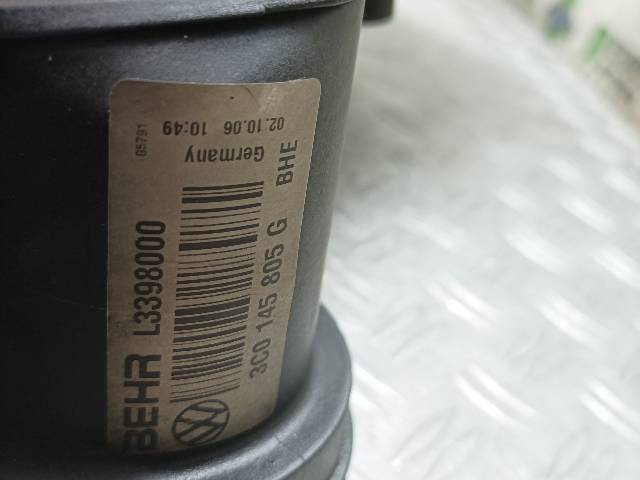 BEHR L3398000
05791
02.10.06 10:49
Germany
3C0 145 805 G BHE